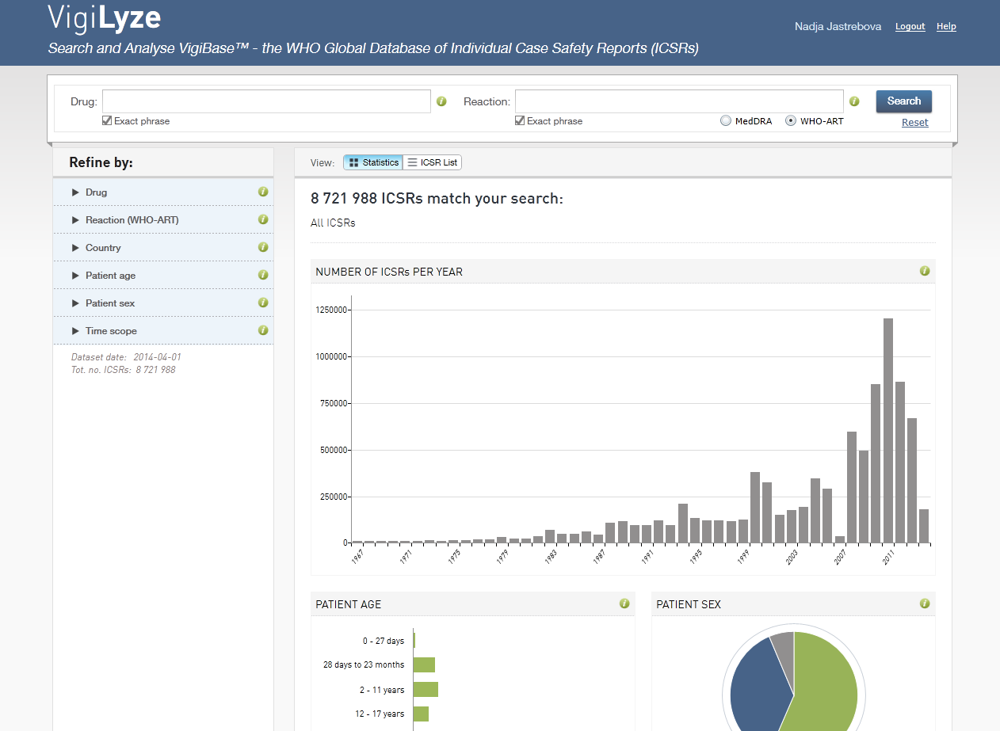 VigiLyze
Nadja Jastrebova Logout Help
Search and Analyse VigiBase™ - the WHO Global Database of Individual Case Safety Reports (ICSRs)
Drug:
Exact phrase
Reaction:
Exact phrase
MedDRA
WHO-ART
Search
Reset
Refine by:
Drug
Reaction (WHO-ART)
Country
Patient age
Patient sex
Time scope
Dataset date: 2014-04-01
Tot. no. ICSRs: 8 721 988
View: Statistics ICSR List
8 721 988 ICSRs match your search:
All ICSRs
NUMBER OF ICSRs PER YEAR
1250000
1000000
750000
500000
250000
0
1967 1971 1975 1979 1983 1987 1991 1995 1999 2003 2007 2011
PATIENT AGE
0 - 27 days
28 days to 23 months
2 - 11 years
12 - 17 years
PATIENT SEX